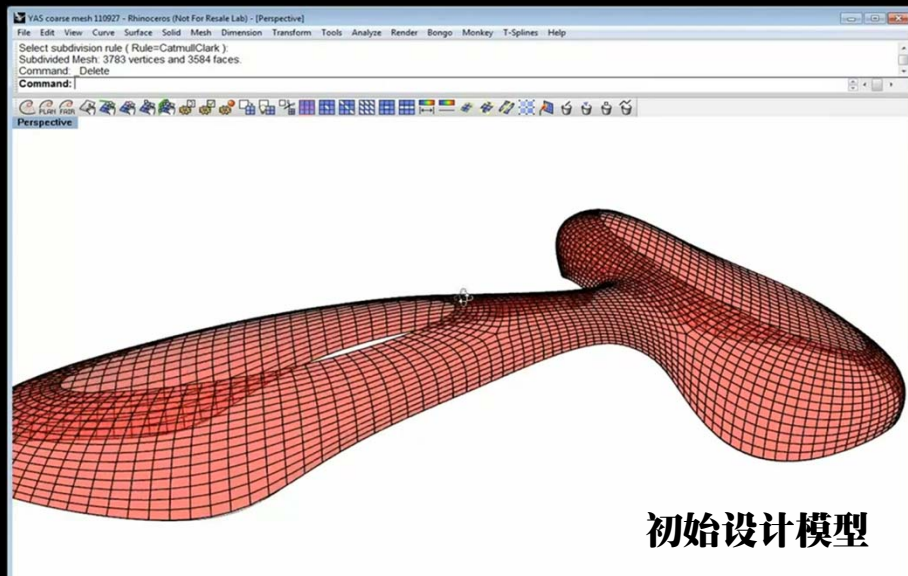 YAS coarse mesh 110927 - Rhinoceros (Not For Resale Lab) - [Perspective]
File Edit View Curve Surface Solid Mesh Dimension Transform Tools Analyze Render Bongo Monkey T-Splines Help
Select subdivision rule ( Rule=CatmullClark ):
Subdivided Mesh: 3783 vertices and 3584 faces.
Command: _Delete
Command:
PLAN
Perspective
初始设计模型